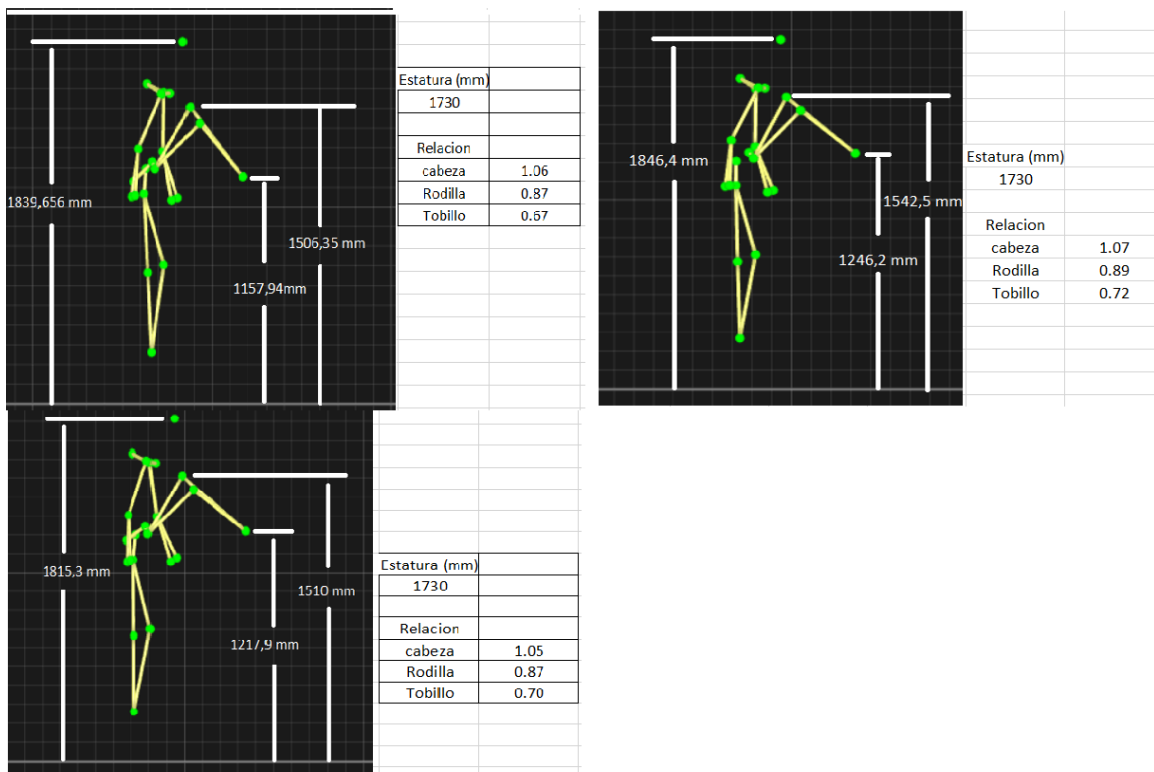 Estatura (mm)
1730
Relacion
cabeza 1.06
Rodilla 0.87
Tobillo 0.67
1839,656 mm
1506,35 mm
1157,94mm
1846,4 mm
1542,5 mm
1246,2 mm
Estatura (mm)
1730
Relacion
cabeza 1.07
Rodilla 0.89
Tobillo 0.72
1815,3 mm
1510 mm
1217,9 mm
Estatura (mm)
1730
Relacion
cabeza 1.05
Rodilla 0.87
Tobillo 0.70